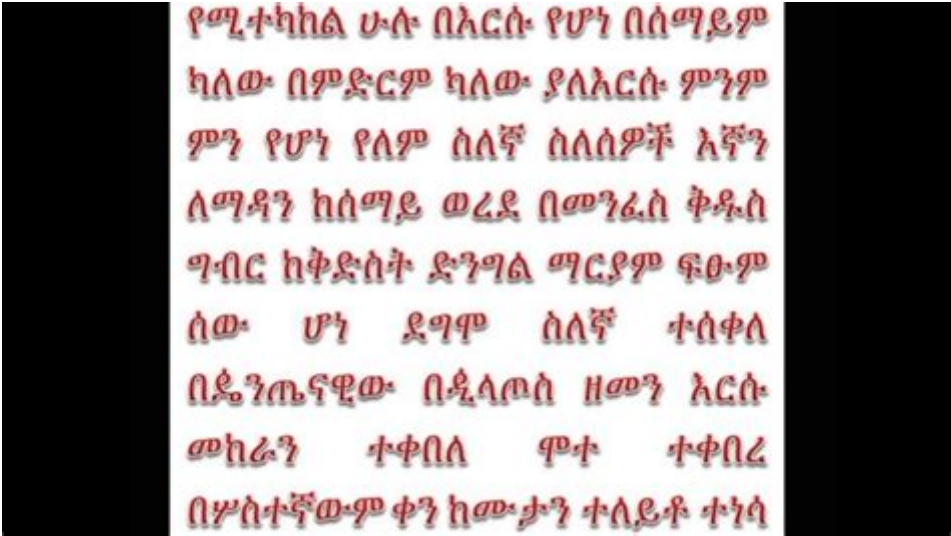 የሚተካከል ሁሉ በእርሱ የሆነ በሰማይም
ካለው በምድርም ካለው ያለእርሱ ምንም
ምን የሆነ የለም ስለኛ ስለሰዎች እኛን
ለማዳን ከሰማይ ወረደ በመንፈስ ቅዱስ
ግብር ከቅድስት ድንግል ማርያም ፍፁም
ሰው ሆነ ደግሞ ስለኛ ተሰቀለ
በጴንጤናዊው በጲላጦስ ዘመን እርሱ
መከራን ተቀበለ ሞተ ተቀበረ
በሦስተኛውም ቀን ከሙታን ተለይቶ ተነሳ